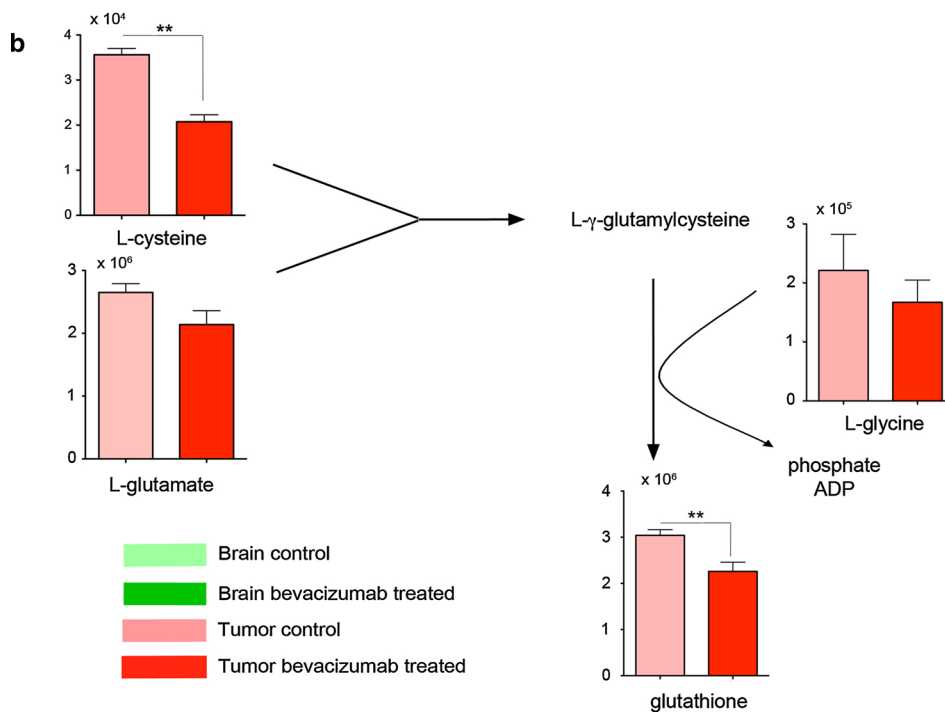 b
x 10⁴
**
4
3
2
1
0
L-cysteine
x 10⁶
3
2
1
0
L-glutamate
L-γ-glutamylcysteine
x 10⁵
3
2
1
0
L-glycine
phosphate
ADP
x 10⁶
**
4
3
2
1
0
glutathione
Brain control
Brain bevacizumab treated
Tumor control
Tumor bevacizumab treated